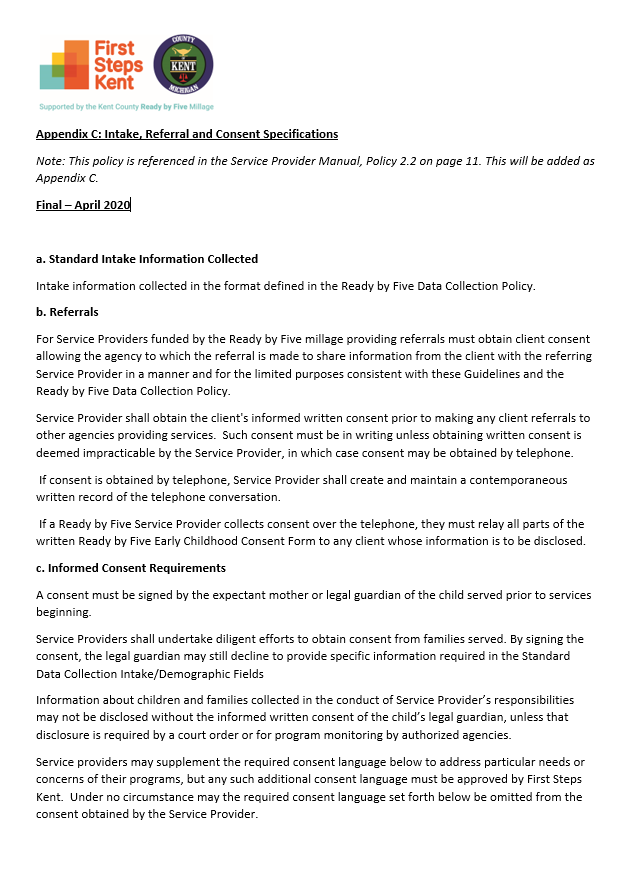 First
Steps
Kent
COUNTY
KENT
MICHIGAN
Supported by the Kent County Ready by Five Millage
Appendix C: Intake, Referral and Consent Specifications
Note: This policy is referenced in the Service Provider Manual, Policy 2.2 on page 11. This will be added as
Appendix C.
Final – April 2020
a. Standard Intake Information Collected
Intake information collected in the format defined in the Ready by Five Data Collection Policy.
b. Referrals
For Service Providers funded by the Ready by Five millage providing referrals must obtain client consent
allowing the agency to which the referral is made to share information from the client with the referring
Service Provider in a manner and for the limited purposes consistent with these Guidelines and the
Ready by Five Data Collection Policy.
Service Provider shall obtain the client's informed written consent prior to making any client referrals to
other agencies providing services.  Such consent must be in writing unless obtaining written consent is
deemed impracticable by the Service Provider, in which case consent may be obtained by telephone.
If consent is obtained by telephone, Service Provider shall create and maintain a contemporaneous
written record of the telephone conversation.
If a Ready by Five Service Provider collects consent over the telephone, they must relay all parts of the
written Ready by Five Early Childhood Consent Form to any client whose information is to be disclosed.
c. Informed Consent Requirements
A consent must be signed by the expectant mother or legal guardian of the child served prior to services
beginning.
Service Providers shall undertake diligent efforts to obtain consent from families served. By signing the
consent, the legal guardian may still decline to provide specific information required in the Standard
Data Collection Intake/Demographic Fields
Information about children and families collected in the conduct of Service Provider’s responsibilities
may not be disclosed without the informed written consent of the child’s legal guardian, unless that
disclosure is required by a court order or for program monitoring by authorized agencies.
Service providers may supplement the required consent language below to address particular needs or
concerns of their programs, but any such additional consent language must be approved by First Steps
Kent.  Under no circumstance may the required consent language set forth below be omitted from the
consent obtained by the Service Provider.